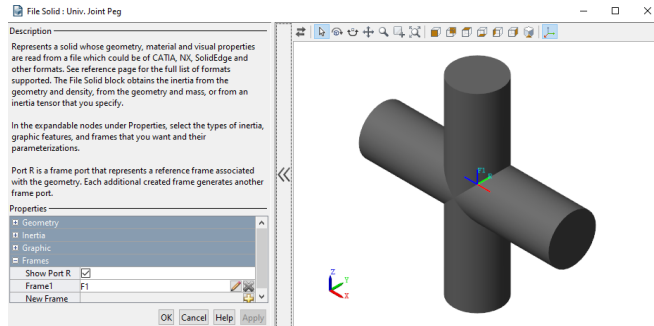 File Solid : Univ. Joint Peg
Description
Represents a solid whose geometry, material and visual properties
are read from a file which could be of CATIA, NX, SolidEdge and
other formats. See reference page for the full list of formats
supported. The File Solid block obtains the inertia from the
geometry and density, from the geometry and mass, or from an
inertia tensor that you specify.
In the expandable nodes under Properties, select the types of inertia,
graphic features, and frames that you want and their
parameterizations.
Port R is a frame port that represents a reference frame associated
with the geometry. Each additional created frame generates another
frame port.
Properties
Geometry
Inertia
Graphic
Frames
Show Port R
Frame1 F1
New Frame
OK Cancel Help Apply
Z
Y
X